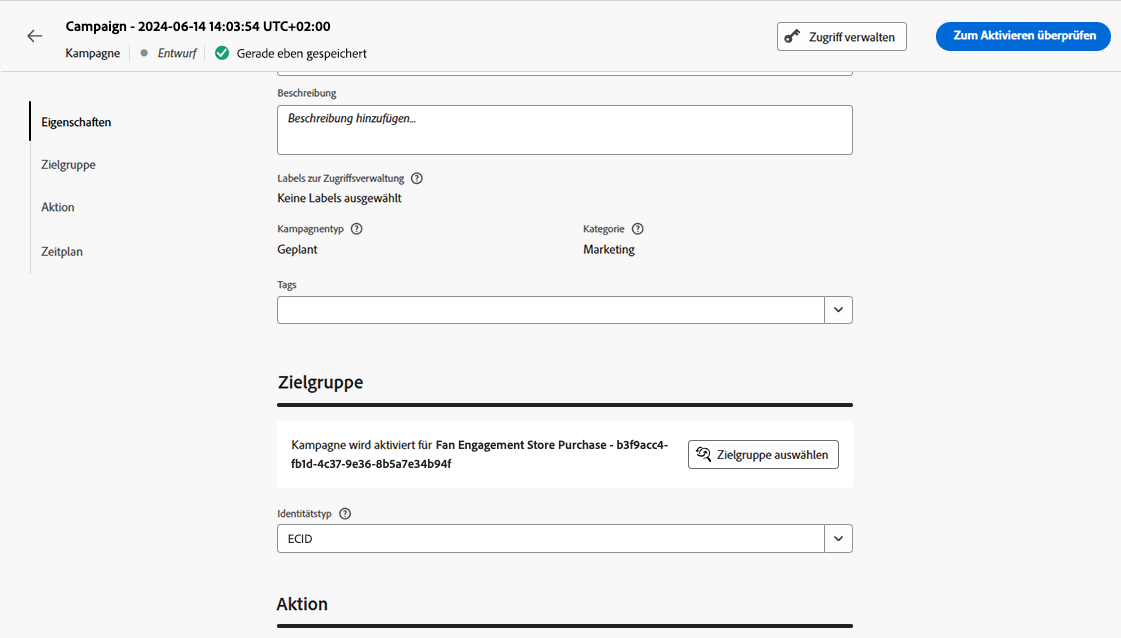 Campaign - 2024-06-14 14:03:54 UTC+02:00
Kampagne
Entwurf
Gerade eben gespeichert
Zugriff verwalten
Zum Aktivieren überprüfen
Eigenschaften
Zielgruppe
Aktion
Zeitplan
Beschreibung
Beschreibung hinzufügen...
Labels zur Zugriffsverwaltung
Keine Labels ausgewählt
Kampagnentyp
Geplant
Kategorie
Marketing
Tags
Zielgruppe
Kampagne wird aktiviert für Fan Engagement Store Purchase - b3f9acc4-
fb1d-4c37-9e36-8b5a7e34b94f
Zielgruppe auswählen
Identitätstyp
ECID
Aktion